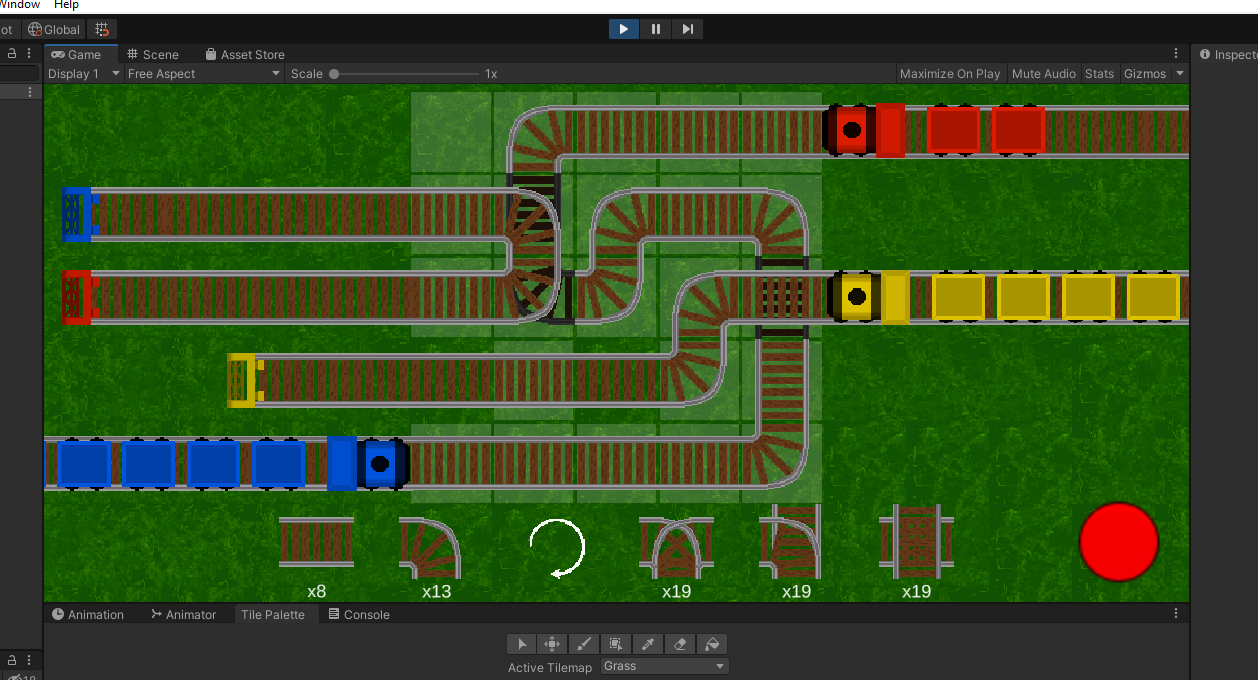 Window Help
ot Global
Game Scene Asset Store
Display 1 Free Aspect Scale 1x Maximize On Play Mute Audio Stats Gizmos
Inspecto
x8 x13 x19 x19 x19
Animation Animator Tile Palette Console
Active Tilemap Grass
18